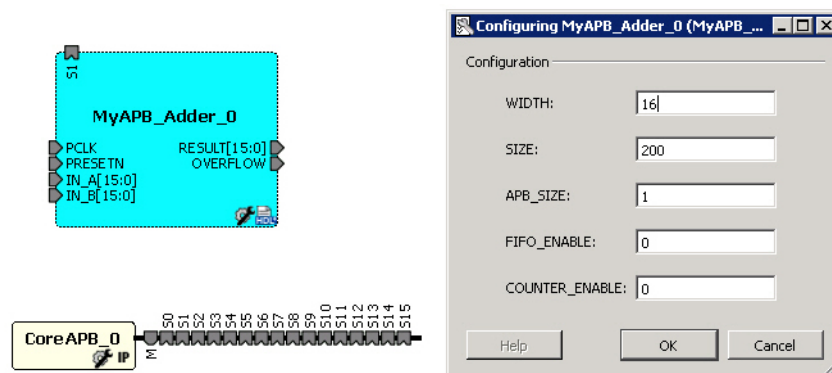 S1
MyAPB_Adder_0
PCLK
RESULT[15:0]
PRESETN
OVERFLOW
IN_A[15:0]
IN_B[15:0]
HDL
CoreAPB_0
IP
M
S0
S1
S2
S3
S4
S5
S6
S7
S8
S9
S10
S11
S12
S13
S14
S15
Configuring MyAPB_Adder_0 (MyAPB_...
Configuration
WIDTH: 16
SIZE: 200
APB_SIZE: 1
FIFO_ENABLE: 0
COUNTER_ENABLE: 0
Help OK Cancel